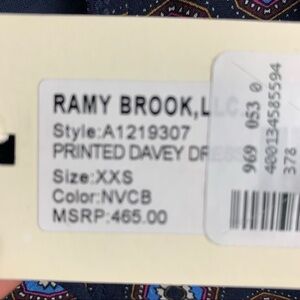 RAMY BROOK,LLC
Style:A1219307
PRINTED DAVEY DRESS
Size:XXS
Color:NVCB
MSRP:465.00
969 053 0
400134585594
378